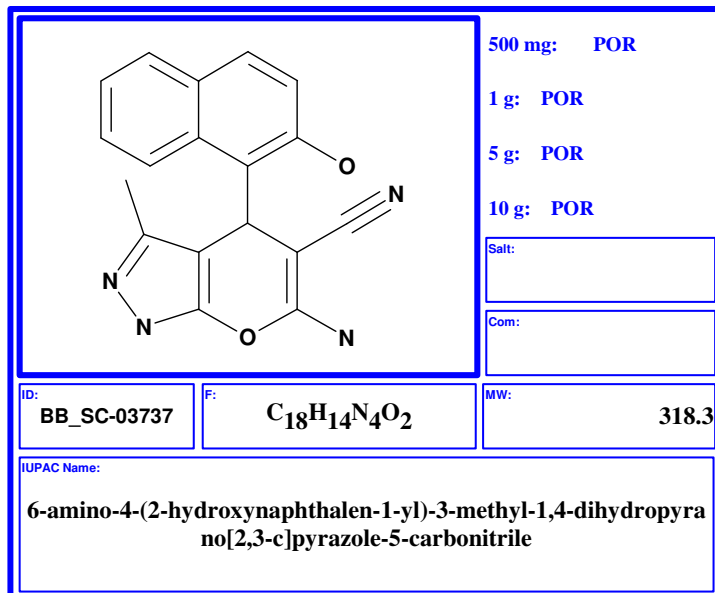 500 mg: POR
1 g: POR
5 g: POR
10 g: POR
O
N
N
N
O
N
Salt:
Com:
ID:
BB_SC-03737
F:
C18H14N4O2
MW:
318.3
IUPAC Name:
6-amino-4-(2-hydroxynaphthalen-1-yl)-3-methyl-1,4-dihydropyra
no[2,3-c]pyrazole-5-carbonitrile